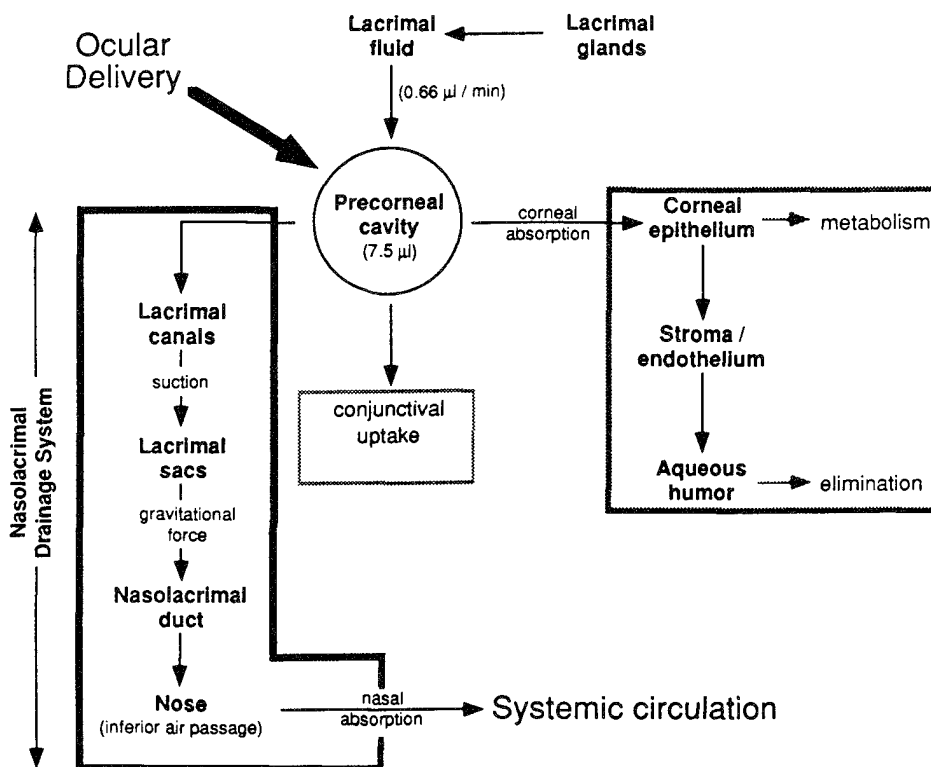 Ocular
Delivery
Lacrimal
fluid
Lacrimal
glands
(0.66 µl / min)
Precorneal
cavity
(7.5 µl)
corneal
absorption
Corneal
epithelium
metabolism
Stroma /
endothelium
Aqueous
humor
elimination
conjunctival
uptake
Nasolacrimal
Drainage System
Lacrimal
canals
suction
Lacrimal
sacs
gravitational
force
Nasolacrimal
duct
Nose
(inferior air passage)
nasal
absorption
Systemic circulation